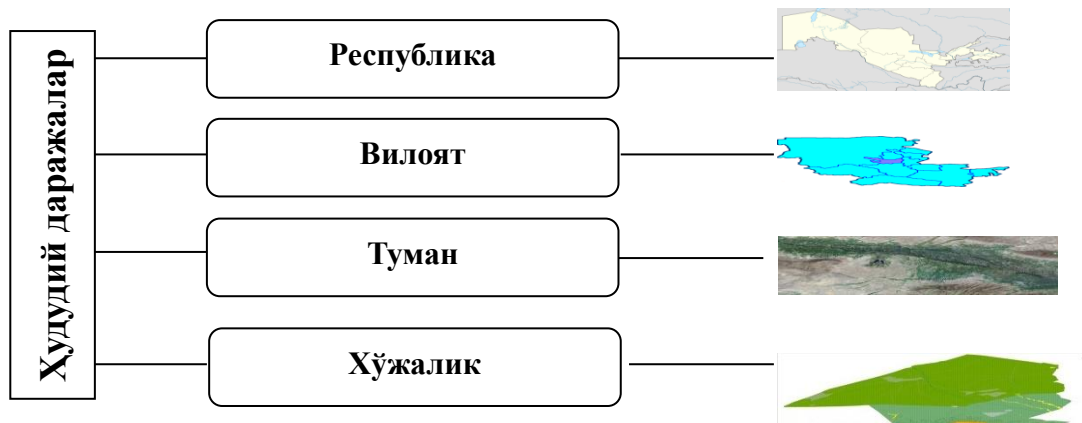 Ҳудудий даражалар
Республика
Вилоят
Туман
Хўжалик